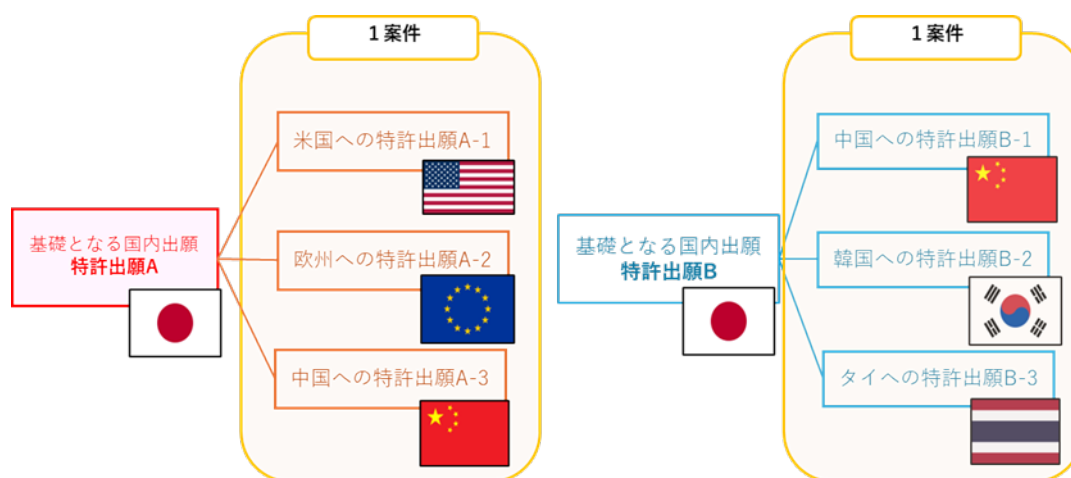 1案件
米国への特許出願A-1
基礎となる国内出願
特許出願A
欧州への特許出願A-2
中国への特許出願A-3
1案件
中国への特許出願B-1
基礎となる国内出願
特許出願B
韓国への特許出願B-2
タイへの特許出願B-3